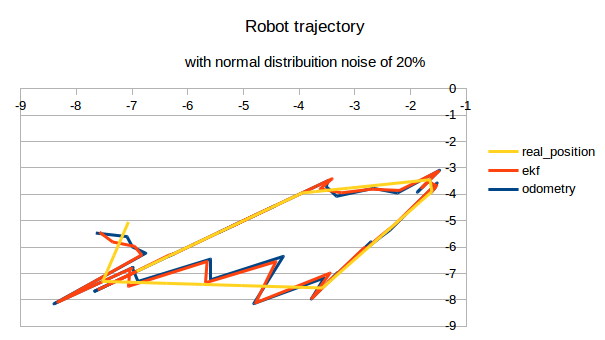 Robot trajectory
with normal distribuition noise of 20%
0
-9 -8 -7 -6 -5 -4 -3 -2 -1
-1
-2
-3
-4
-5
-6
-7
-8
-9
real_position
ekf
odometry